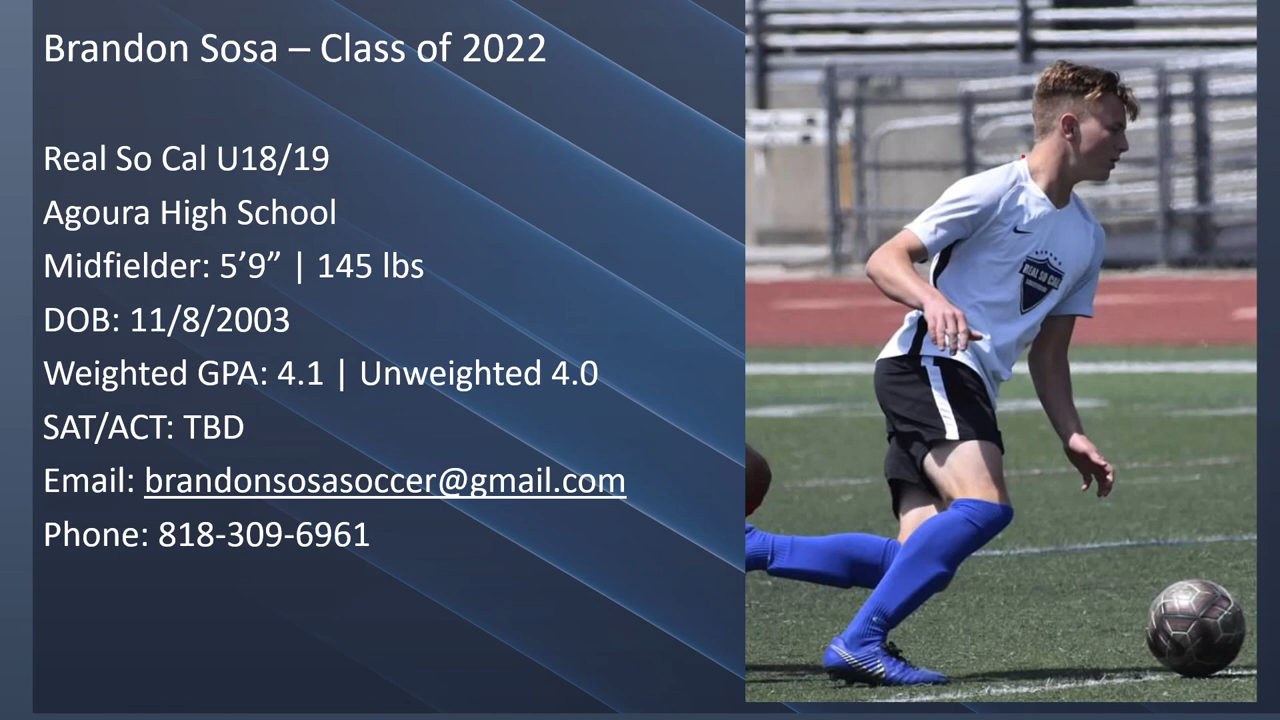 Brandon Sosa – Class of 2022
Real So Cal U18/19
Agoura High School
Midfielder: 5’9” | 145 lbs
DOB: 11/8/2003
Weighted GPA: 4.1 | Unweighted 4.0
SAT/ACT: TBD
Email: brandonsosasoccer@gmail.com
Phone: 818-309-6961
REAL SO CAL